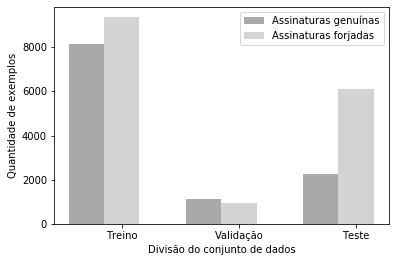 Assinaturas genuínas
Assinaturas forjadas
Quantidade de exemplos
8000
6000
4000
2000
0
Treino Validação Teste
Divisão do conjunto de dados